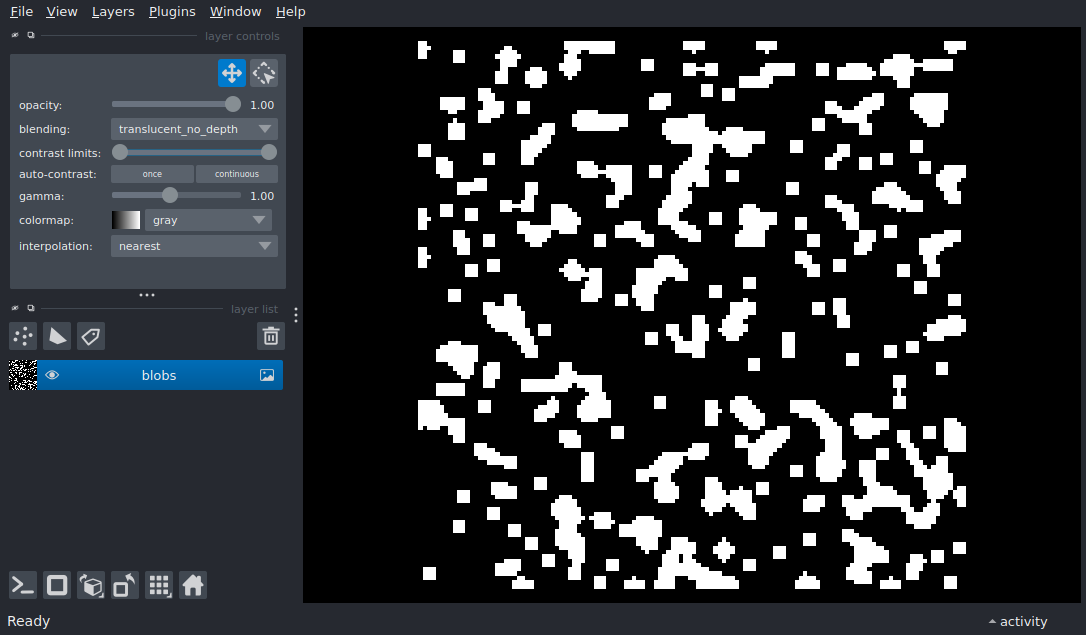 File View Layers Plugins Window Help
layer controls
opacity: 1.00
blending: translucent_no_depth
contrast limits:
auto-contrast: once continuous
gamma: 1.00
colormap: gray
interpolation: nearest
layer list
blobs
Ready
activity